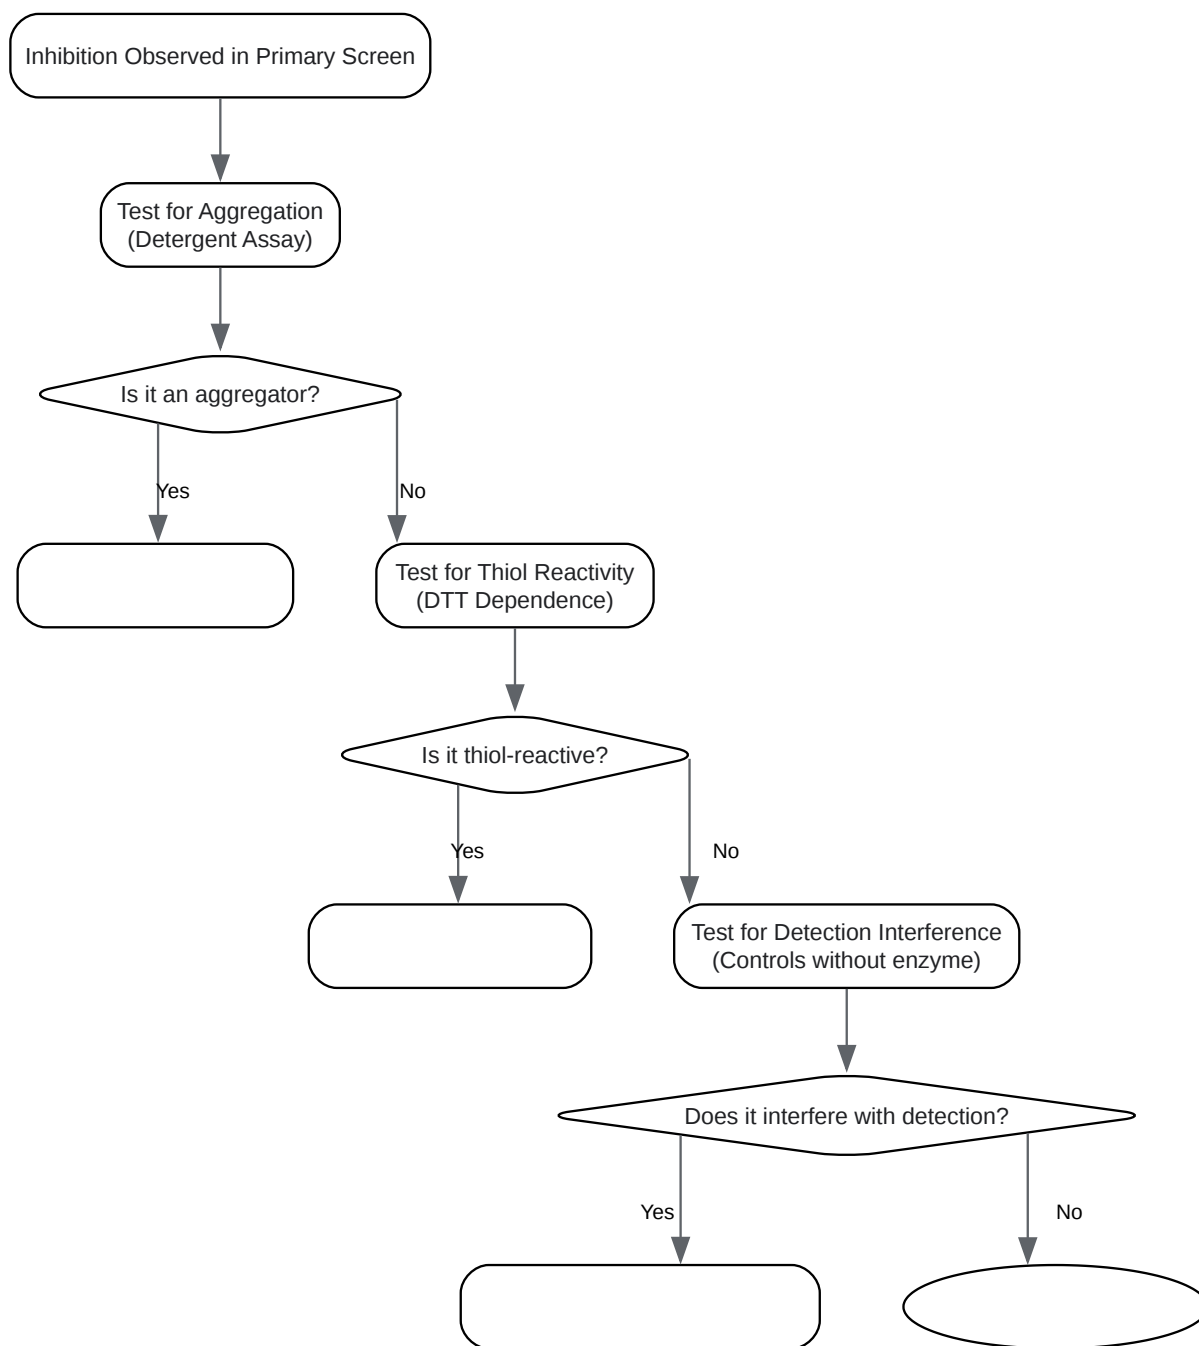 Inhibition Observed in Primary Screen
Test for Aggregation
(Detergent Assay)
Is it an aggregator?
Yes
No
Test for Thiol Reactivity
(DTT Dependence)
Is it thiol-reactive?
Yes
No
Test for Detection Interference
(Controls without enzyme)
Does it interfere with detection?
Yes
No